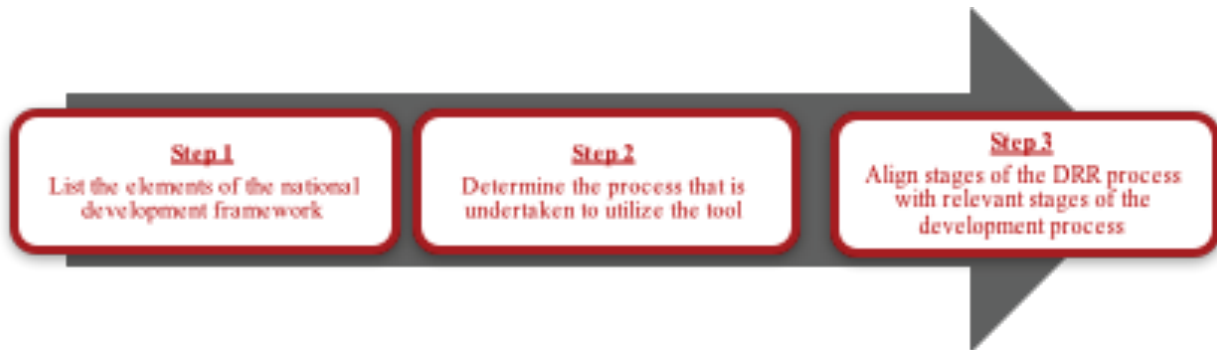 Step 1
List the elements of the national
development framework
Step 2
Determine the process that is
undertaken to utilize the tool
Step 3
Align stages of the DRR process
with relevant stages of the
development process